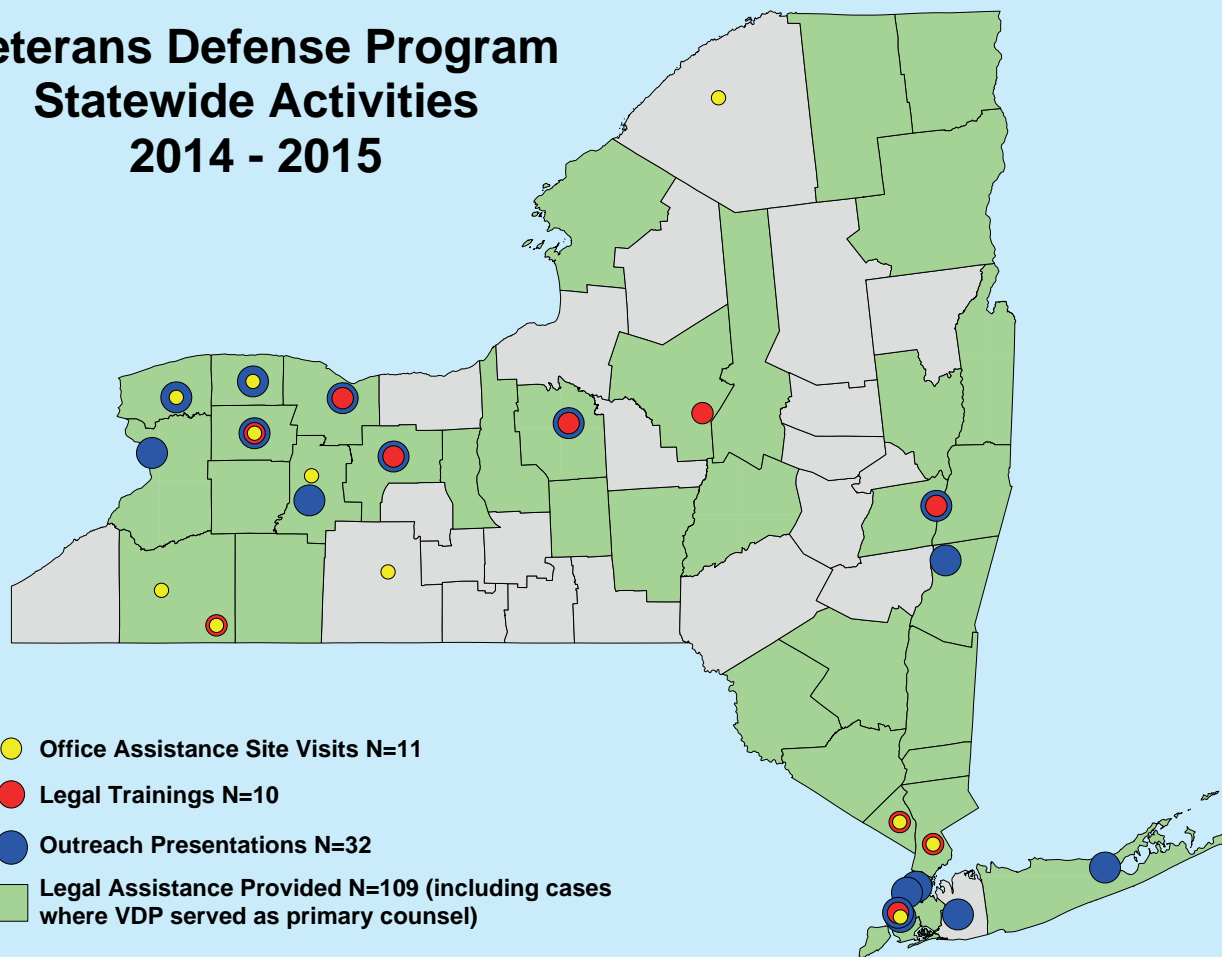 eterans Defense Program
Statewide Activities
2014 - 2015
Office Assistance Site Visits N=11
Legal Trainings N=10
Outreach Presentations N=32
Legal Assistance Provided N=109 (including cases
where VDP served as primary counsel)